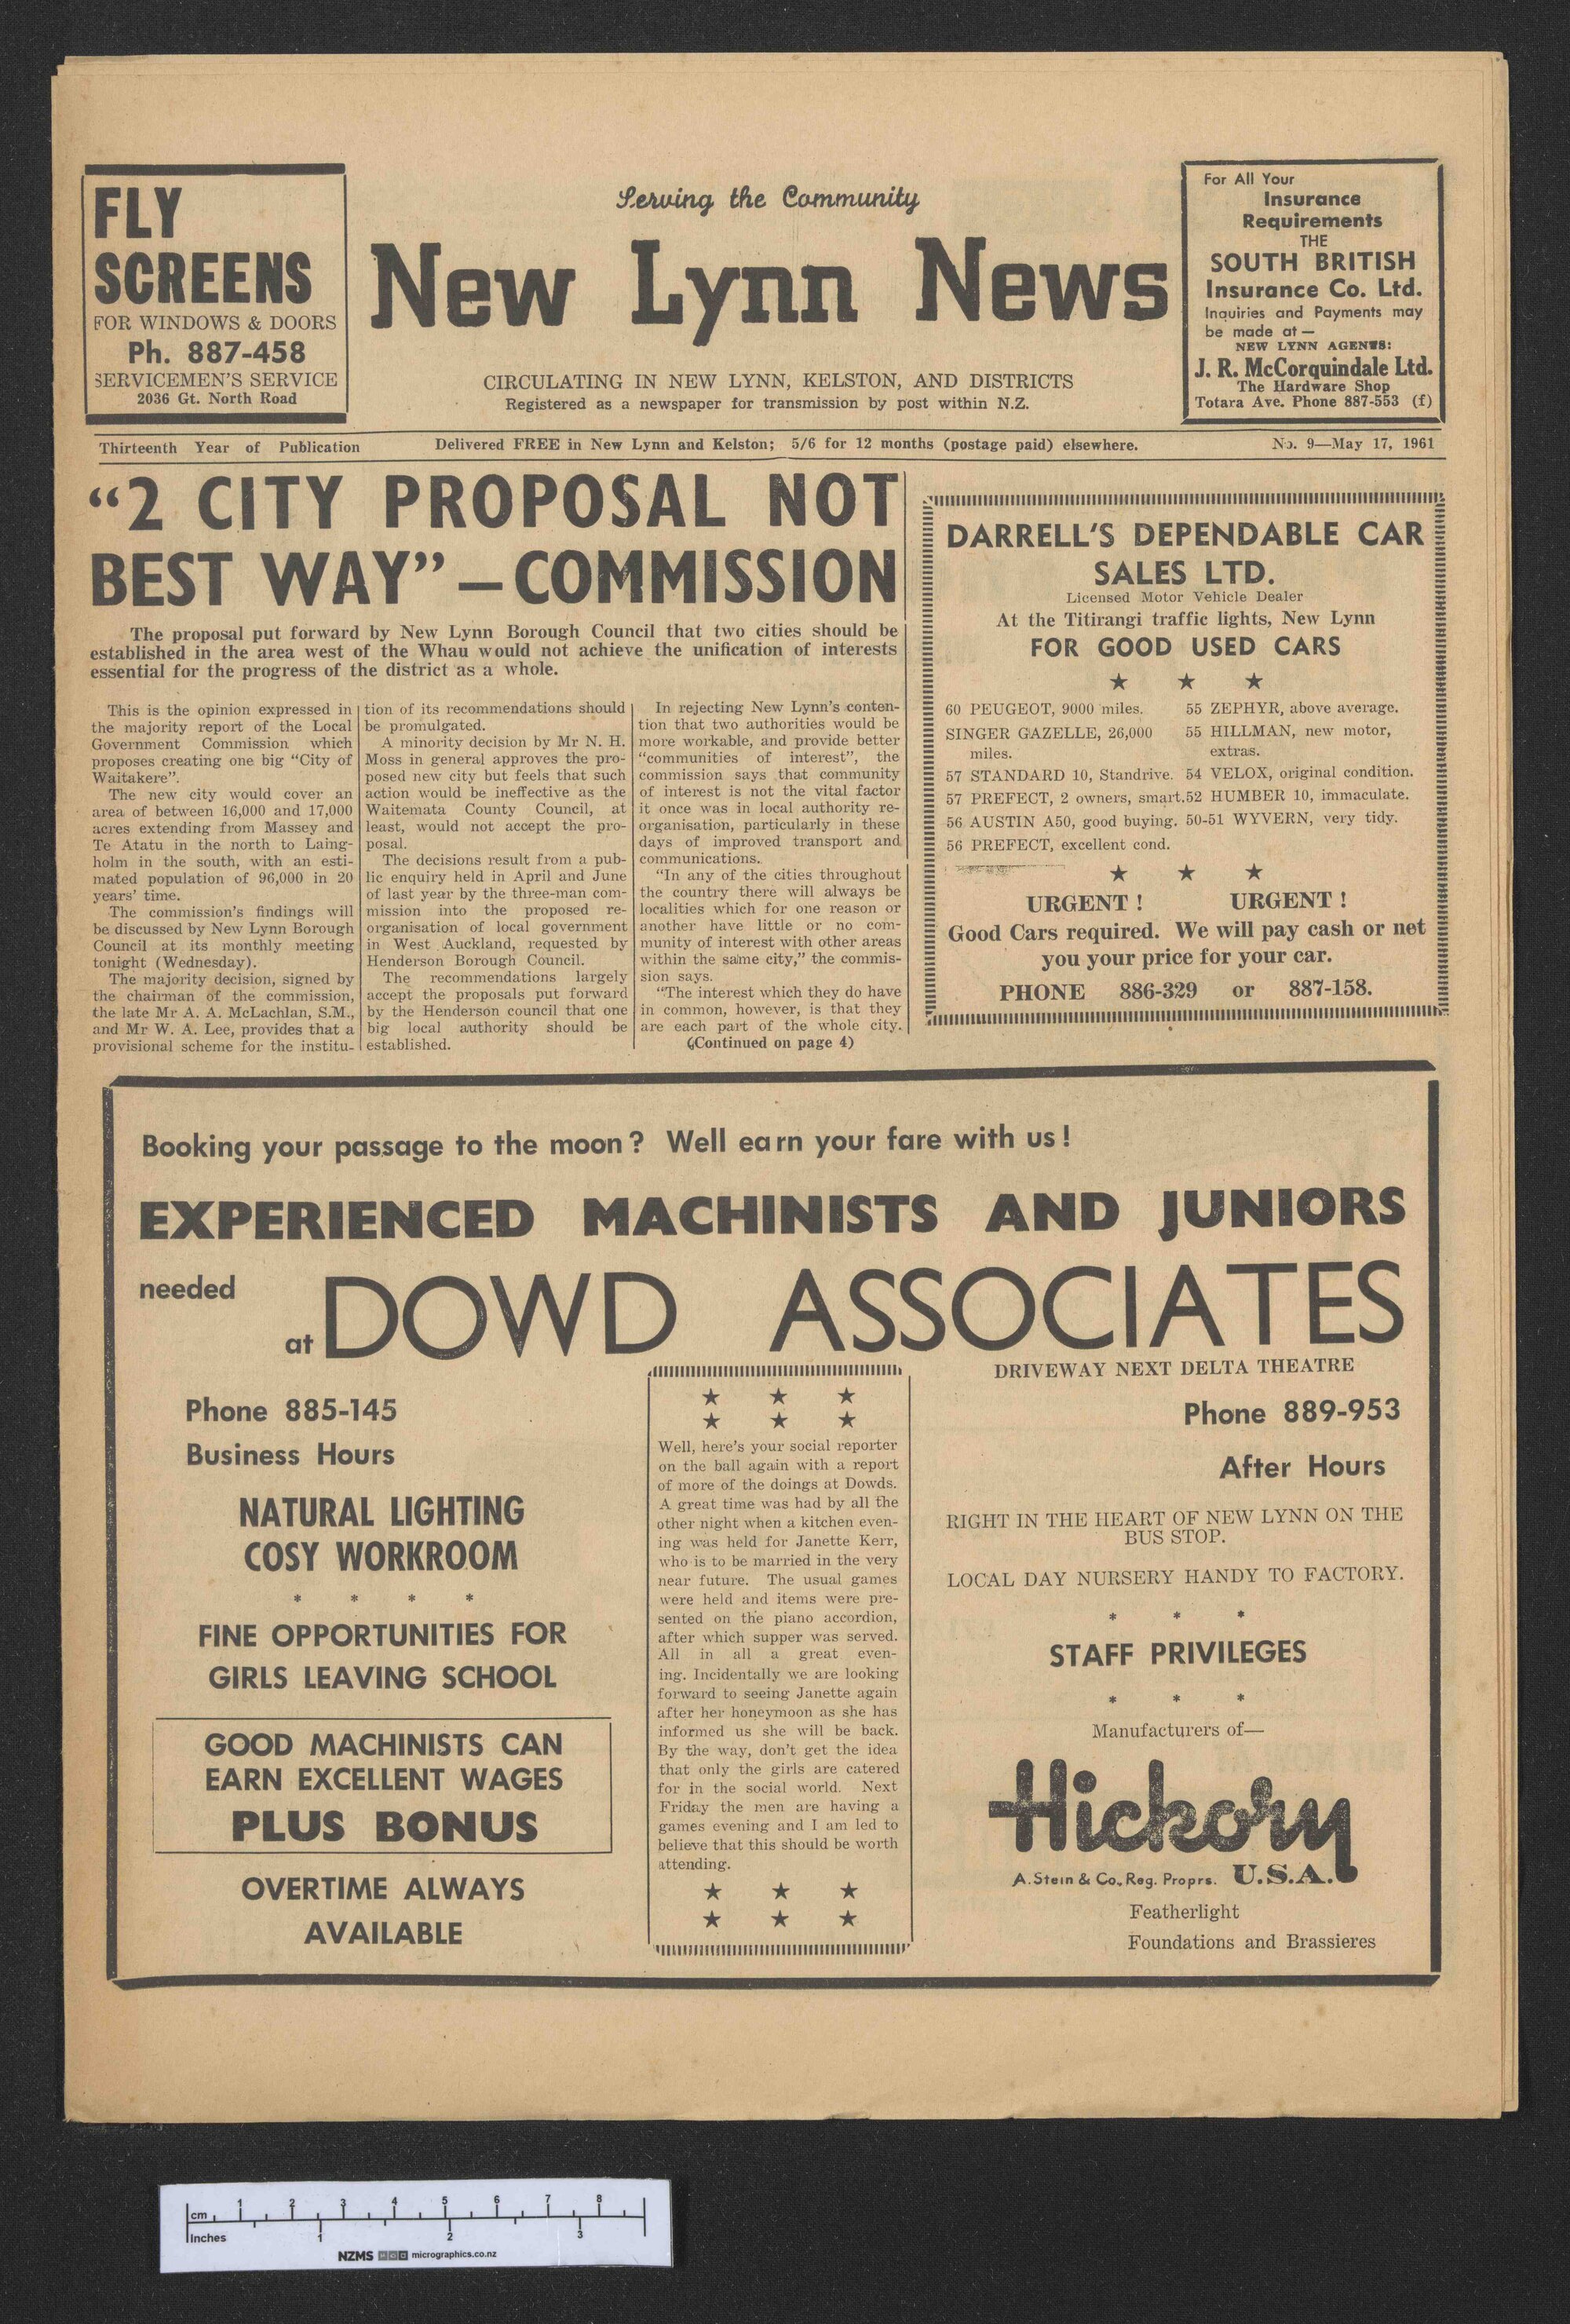 FLY
SCREENS
FOR WINDOWS & DOORS
Ph. 887-458
SERVICEMEN'S SERVICE
2036 Gt. North Road
Serving the Community
New Lynn News
CIRCULATING IN NEW LYNN, KELSTON, AND DISTRICTS
Registered as a newspaper for transmission by post within N.Z.
For All Your
Insurance
Requirements
THE
SOUTH BRITISH
Insurance Co. Ltd.
Inquiries and Payments may
be made at —
NEW LYNN AGENTS:
J. R. McCorquindale Ltd.
The Hardware Shop
Totara Ave. Phone 887-553 (f)
Thirteenth Year of Publication
Delivered FREE in New Lynn and Kelston; 5/6 for 12 months (postage paid) elsewhere.
No. 9—May 17, 1961
"2 CITY PROPOSAL NOT
BEST WAY" — COMMISSION
The proposal put forward by New Lynn Borough Council that two cities should be
established in the area west of the Whau would not achieve the unification of interests
essential for the progress of the district as a whole.
This is the opinion expressed in
the majority report of the Local
Government Commission which
proposes creating one big "City of
Waitakere".
The new city would cover an
area of between 16,000 and 17,000
acres extending from Massey and
Te Atatu in the north to Laing-
holm in the south, with an esti-
mated population of 96,000 in 20
years' time.
The commission's findings will
be discussed by New Lynn Borough
Council at its monthly meeting
tonight (Wednesday).
The majority decision, signed by
the chairman of the commission,
the late Mr A. A. McLachlan, S.M.,
and Mr W. A. Lee, provides that a
provisional scheme for the institu-
tion of its recommendations should
be promulgated.
A minority decision by Mr N. H.
Moss in general approves the pro-
posed new city but feels that such
action would be ineffective as the
Waitemata County Council, at
least, would not accept the pro-
posal.
The decisions result from a pub-
lic enquiry held in April and June
of last year by the three-man com-
mission into the proposed re-
organisation of local government
in West Auckland, requested by
Henderson Borough Council.
The recommendations largely
accept the proposals put forward
by the Henderson council that one
big local authority should be
established.
In rejecting New Lynn's conten-
tion that two authorities would be
more workable, and provide better
"communities of interest", the
commission says that community
of interest is not the vital factor
it once was in local authority re-
organisation, particularly in these
days of improved transport and
communications.
"In any of the cities throughout
the country there will always be
localities which for one reason or
another have little or no com-
munity of interest with other areas
within the same city," the commis-
sion says.
"The interest which they do have
in common, however, is that they
are each part of the whole city.
(Continued on page 4)
DARRELL'S DEPENDABLE CAR
SALES LTD.
Licensed Motor Vehicle Dealer
At the Titirangi traffic lights, New Lynn
FOR GOOD USED CARS
★ ★ ★
60 PEUGEOT, 9000 miles.
SINGER GAZELLE, 26,000
miles.
57 STANDARD 10, Standrive.
57 PREFECT, 2 owners, smart.
56 AUSTIN A50, good buying.
56 PREFECT, excellent cond.
55 ZEPHYR, above average.
55 HILLMAN, new motor,
extras.
54 VELOX, original condition.
52 HUMBER 10, immaculate.
50-51 WYVERN, very tidy.
★ ★ ★
URGENT ! URGENT !
Good Cars required. We will pay cash or net
you your price for your car.
PHONE 886-329 or 887-158.
Booking your passage to the moon? Well earn your fare with us!
EXPERIENCED MACHINISTS AND JUNIORS
needed
at DOWD ASSOCIATES
DRIVEWAY NEXT DELTA THEATRE
Phone 885-145
Business Hours
NATURAL LIGHTING
COSY WORKROOM
* * * *
FINE OPPORTUNITIES FOR
GIRLS LEAVING SCHOOL
GOOD MACHINISTS CAN
EARN EXCELLENT WAGES
PLUS BONUS
OVERTIME ALWAYS
AVAILABLE
★ ★ ★
★ ★ ★
Well, here's your social reporter
on the ball again with a report
of more of the doings at Dowds.
A great time was had by all the
other night when a kitchen even-
ing was held for Janette Kerr,
who is to be married in the very
near future. The usual games
were held and items were pre-
sented on the piano accordion,
after which supper was served.
All in all a great even-
ing. Incidentally we are looking
forward to seeing Janette again
after her honeymoon as she has
informed us she will be back.
By the way, don't get the idea
that only the girls are catered
for in the social world. Next
Friday the men are having a
games evening and I am led to
believe that this should be worth
attending.
★ ★ ★
★ ★ ★
Phone 889-953
After Hours
RIGHT IN THE HEART OF NEW LYNN ON THE
BUS STOP.
LOCAL DAY NURSERY HANDY TO FACTORY.
* * *
STAFF PRIVILEGES
* * *
Manufacturers of—
Hickory
A. Stein & Co., Reg. Proprs. U.S.A.
Featherlight
Foundations and Brassieres
cm 1 2 3 4 5 6 7 8
Inches 1 2 3
NZMS micrographics.co.nz